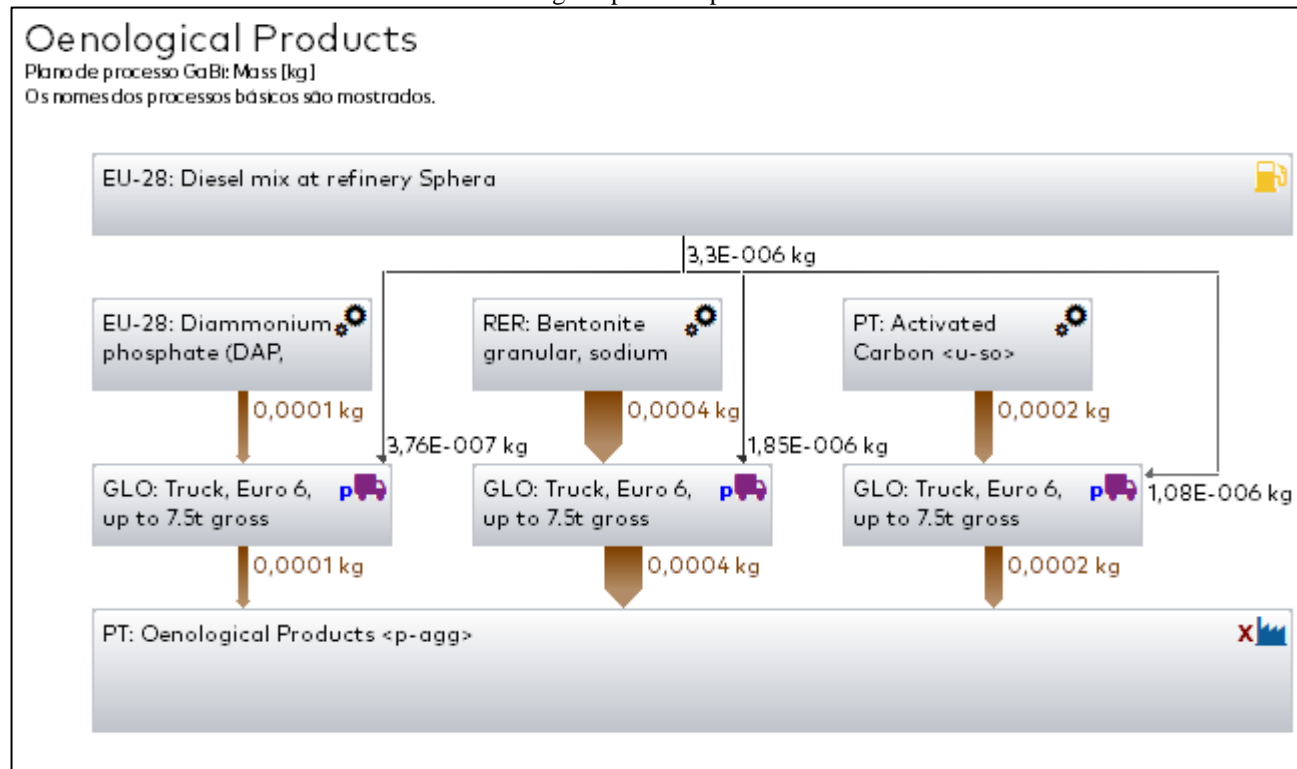 Oenological Products
Plano de processo GaBi: Mass [kg]
Os nomes dos processos básicos são mostrados.
EU-28: Diesel mix at refinery Sphera
3,3E-006 kg
EU-28: Diammonium
phosphate (DAP,
RER: Bentonite
granular, sodium
PT: Activated
Carbon <u-so>
0,0001 kg
0,0004 kg
0,0002 kg
3,76E-007 kg
1,85E-006 kg
1,08E-006 kg
GLO: Truck, Euro 6,
up to 7.5t gross
p
GLO: Truck, Euro 6,
up to 7.5t gross
p
GLO: Truck, Euro 6,
up to 7.5t gross
p
0,0001 kg
0,0004 kg
0,0002 kg
PT: Oenological Products <p-agg>
X